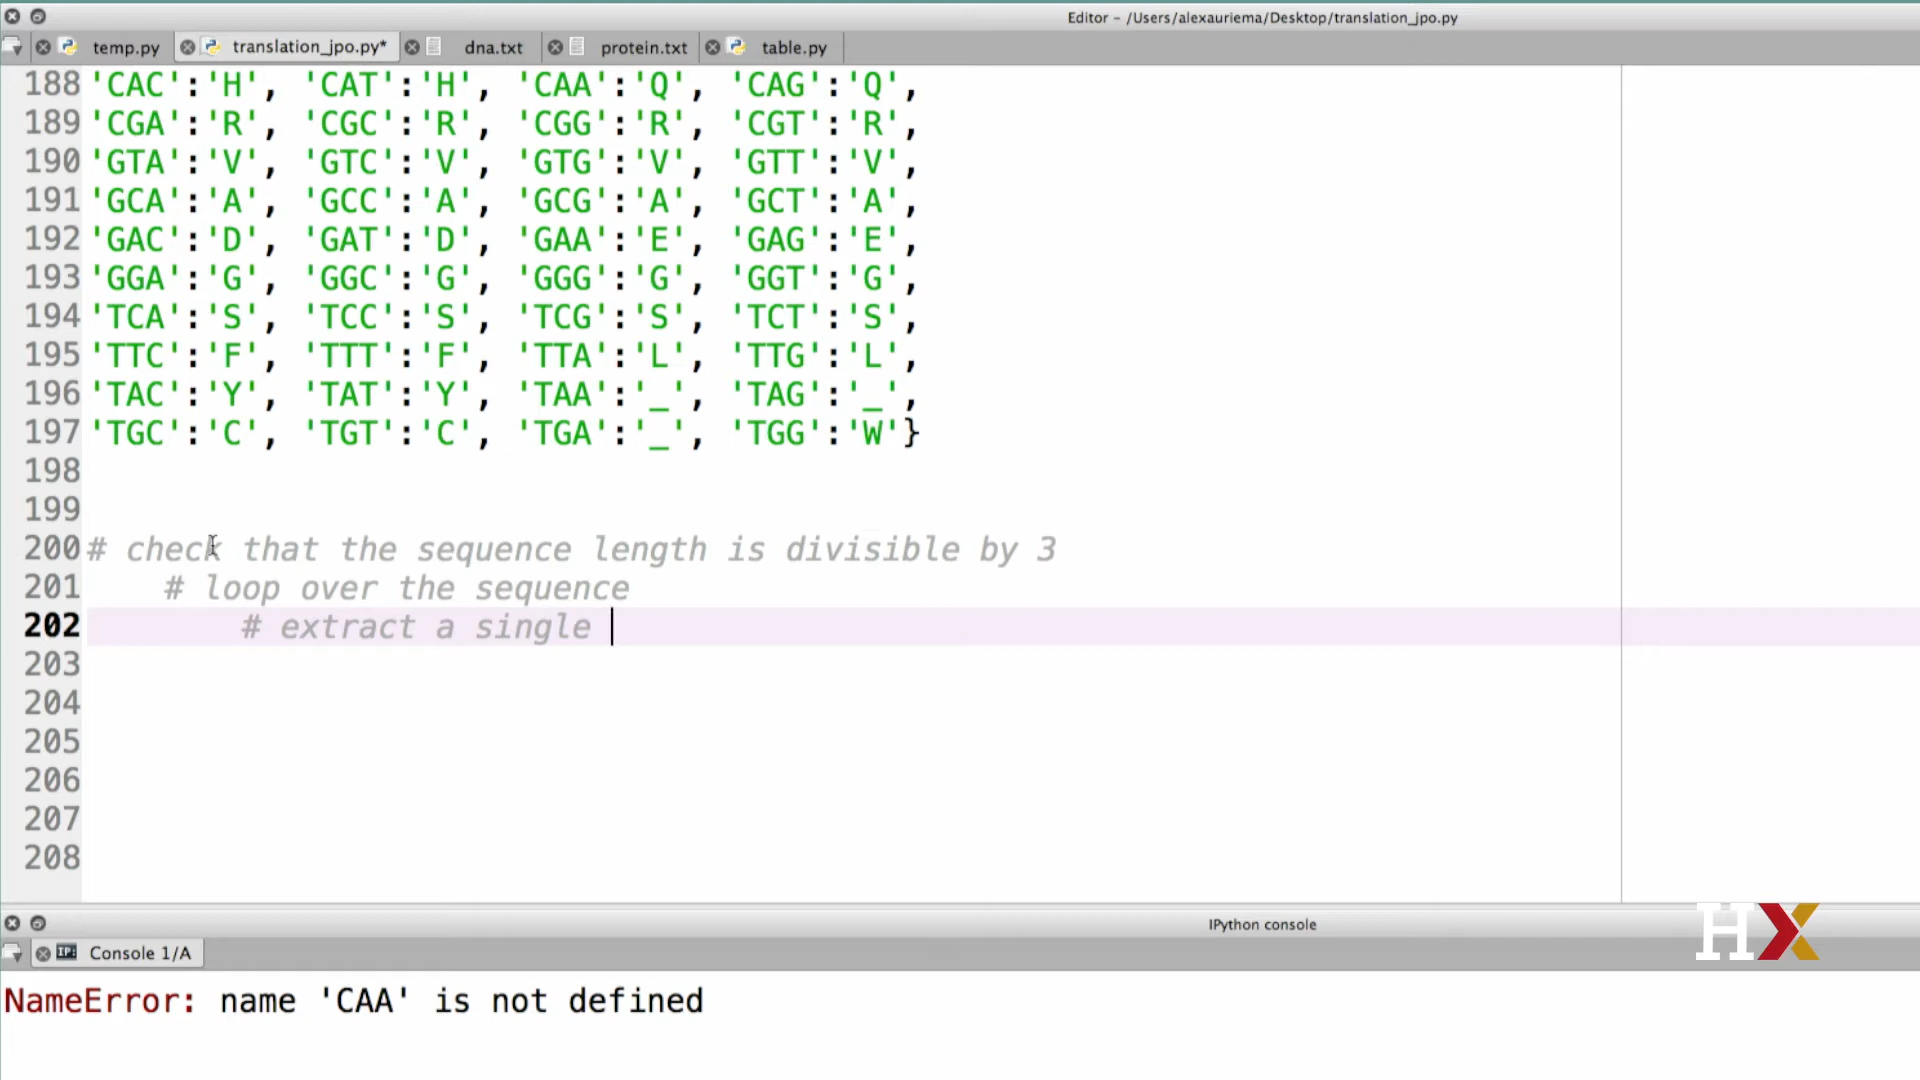 Editor – /Users/alexauriema/Desktop/translation_jpo.py
temp.py translation_jpo.py* dna.txt protein.txt table.py
188 'CAC':'H', 'CAT':'H', 'CAA':'Q', 'CAG':'Q',
189 'CGA':'R', 'CGC':'R', 'CGG':'R', 'CGT':'R',
190 'GTA':'V', 'GTC':'V', 'GTG':'V', 'GTT':'V',
191 'GCA':'A', 'GCC':'A', 'GCG':'A', 'GCT':'A',
192 'GAC':'D', 'GAT':'D', 'GAA':'E', 'GAG':'E',
193 'GGA':'G', 'GGC':'G', 'GGG':'G', 'GGT':'G',
194 'TCA':'S', 'TCC':'S', 'TCG':'S', 'TCT':'S',
195 'TTC':'F', 'TTT':'F', 'TTA':'L', 'TTG':'L',
196 'TAC':'Y', 'TAT':'Y', 'TAA':'_', 'TAG':'_',
197 'TGC':'C', 'TGT':'C', 'TGA':'_', 'TGG':'W'}
198
199
200 # check that the sequence length is divisible by 3
201     # loop over the sequence
202         # extract a single
203
204
205
206
207
208
HX
IPython console
IP: Console 1/A
NameError: name 'CAA' is not defined